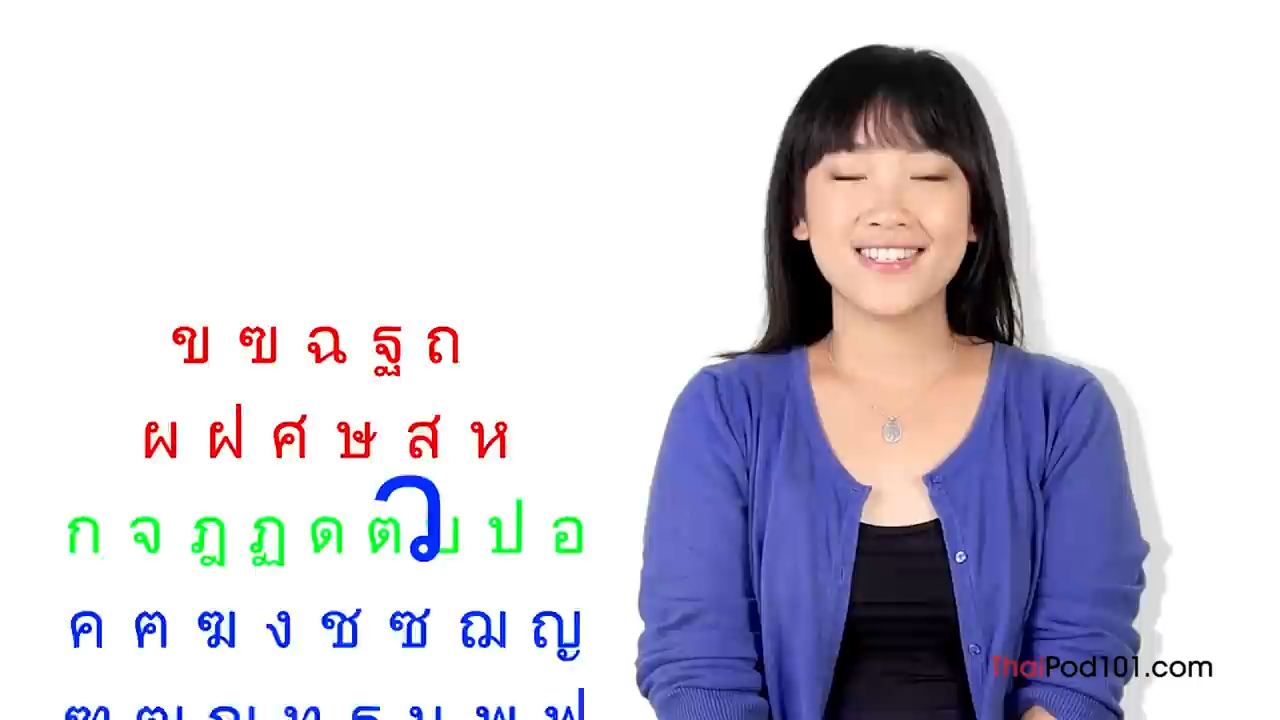 ข ฃ ฉ ฐ ถ
ผ ฝ ศ ษ ส ห
ก จ ฎ ฏ ด ต บ ป อ
ว
ค ฅ ฆ ง ช ซ ฌ ญ
ThaiPod101.com